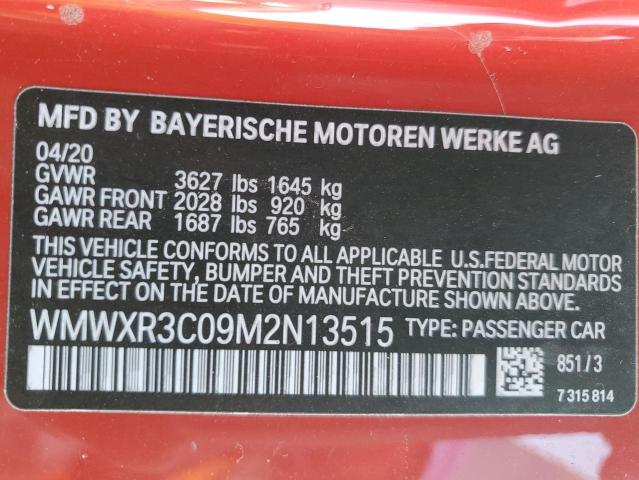 MFD BY BAYERISCHE MOTOREN WERKE AG
04/20
GVWR 3627 lbs 1645 kg
GAWR FRONT 2028 lbs 920 kg
GAWR REAR 1687 lbs 765 kg
THIS VEHICLE CONFORMS TO ALL APPLICABLE U.S.FEDERAL MOTOR
VEHICLE SAFETY, BUMPER AND THEFT PREVENTION STANDARDS
IN EFFECT ON THE DATE OF MANUFACTURE SHOWN ABOVE.
WMWXR3C09M2N13515 TYPE: PASSENGER CAR
851/3
7 315 814